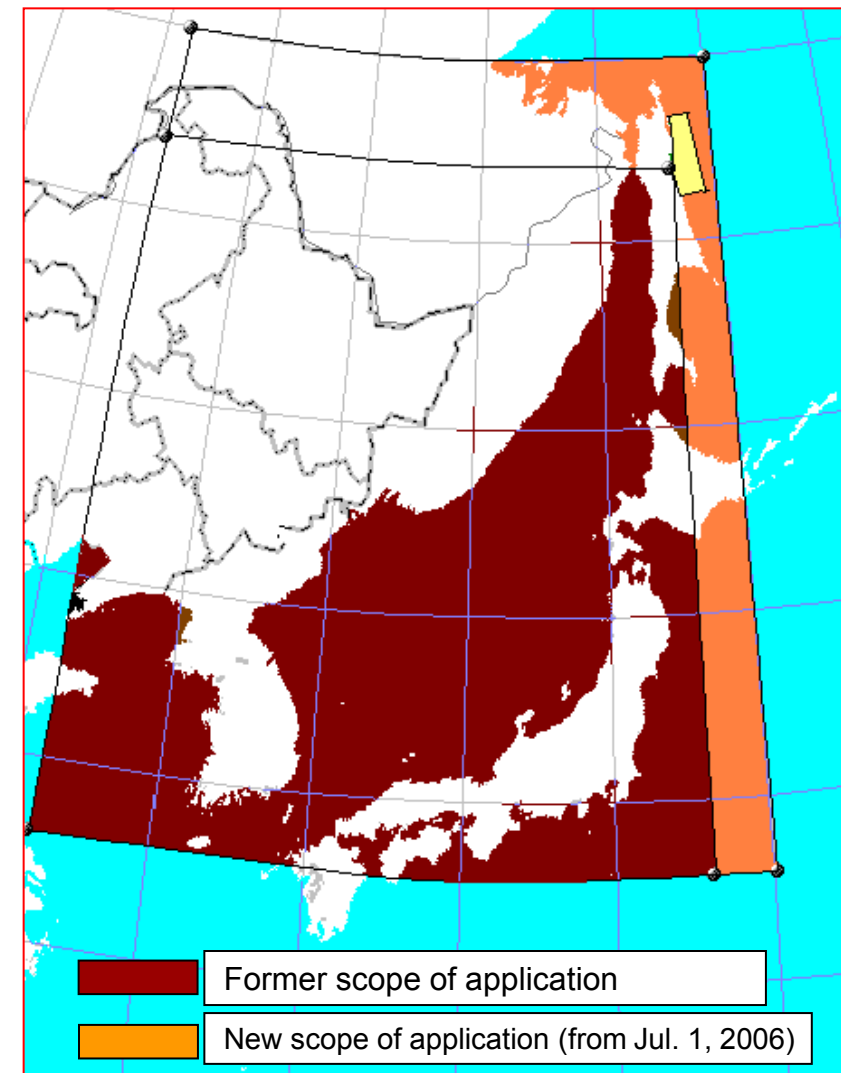 Former scope of application
New scope of application (from Jul. 1, 2006)